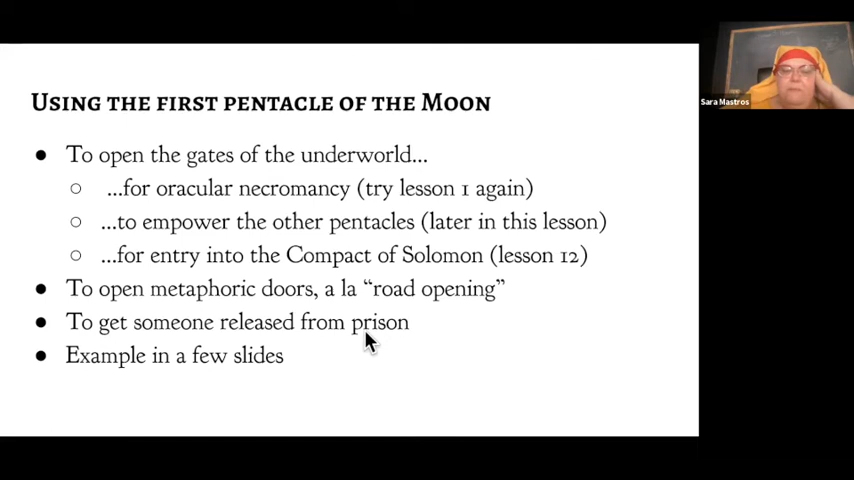 Using the first pentacle of the Moon
● To open the gates of the underworld...
○ ...for oracular necromancy (try lesson 1 again)
○ ...to empower the other pentacles (later in this lesson)
○ ...for entry into the Compact of Solomon (lesson 12)
● To open metaphoric doors, a la “road opening”
● To get someone released from prison
● Example in a few slides
Sara Mastros